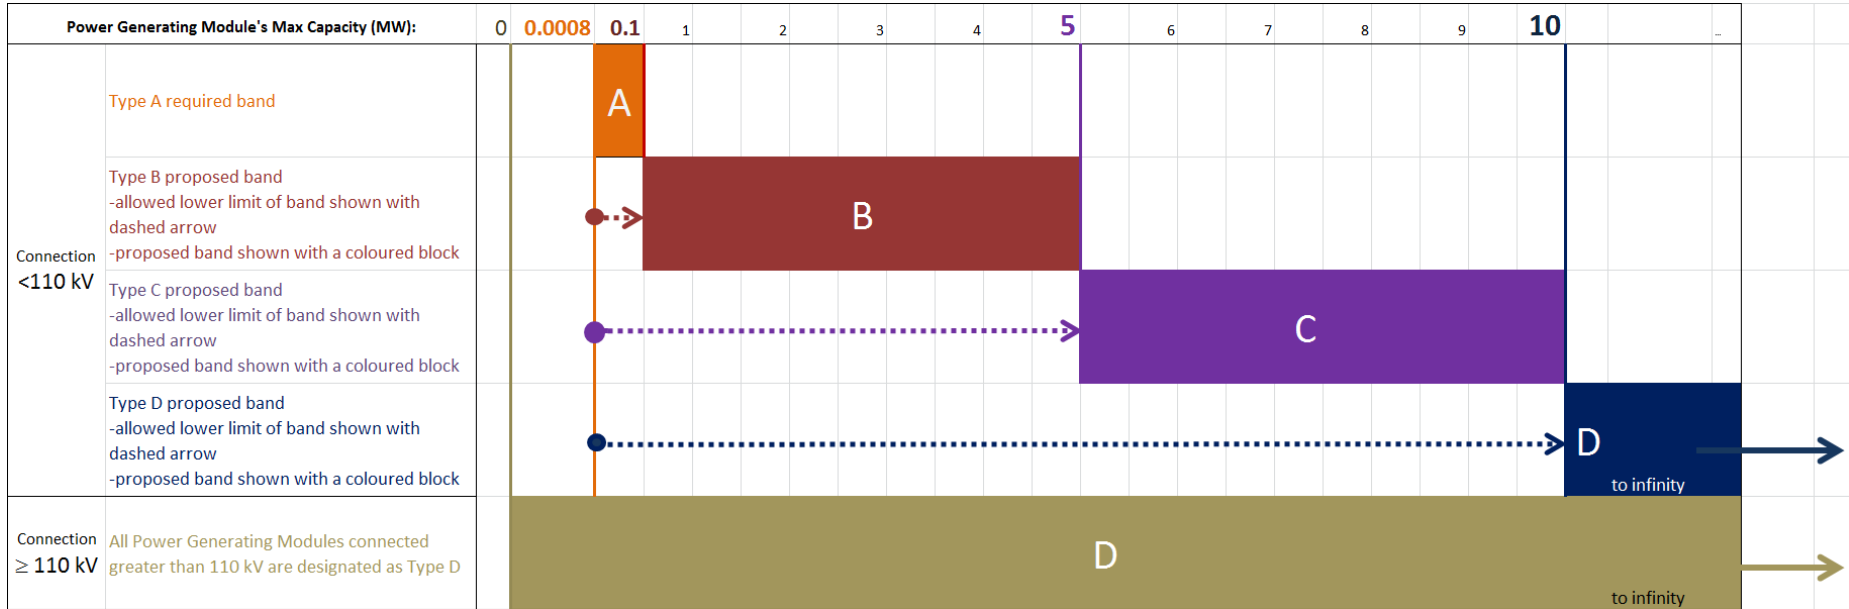 Power Generating Module's Max Capacity (MW): 0 0.0008 0.1 1 2 3 4 5 6 7 8 9 10 ...
Type A required band
A
Type B proposed band
-allowed lower limit of band shown with
dashed arrow
-proposed band shown with a coloured block
B
Connection
<110 kV
Type C proposed band
-allowed lower limit of band shown with
dashed arrow
-proposed band shown with a coloured block
C
Type D proposed band
-allowed lower limit of band shown with
dashed arrow
-proposed band shown with a coloured block
D
to infinity
Connection
≥ 110 kV
All Power Generating Modules connected
greater than 110 kV are designated as Type D
D
to infinity